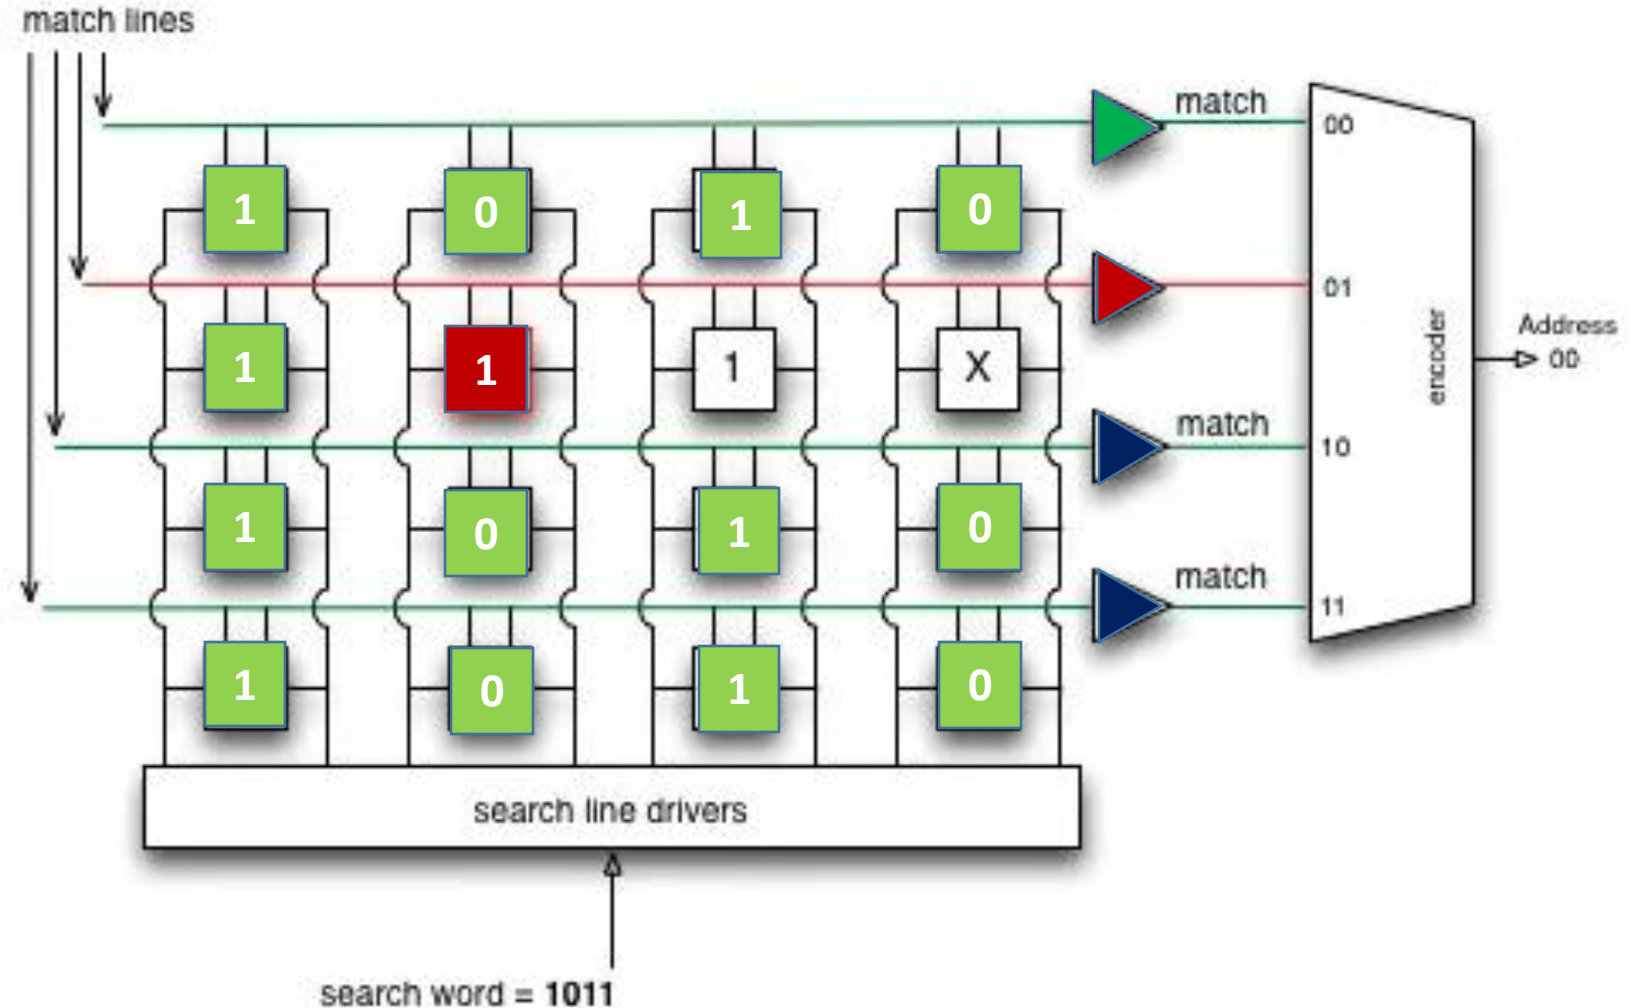 match lines
match
00
1 0 1 0
01
1 1 1 X
Address
00
encoder
match
10
1 0 1 0
match
11
1 0 1 0
search line drivers
search word = 1011